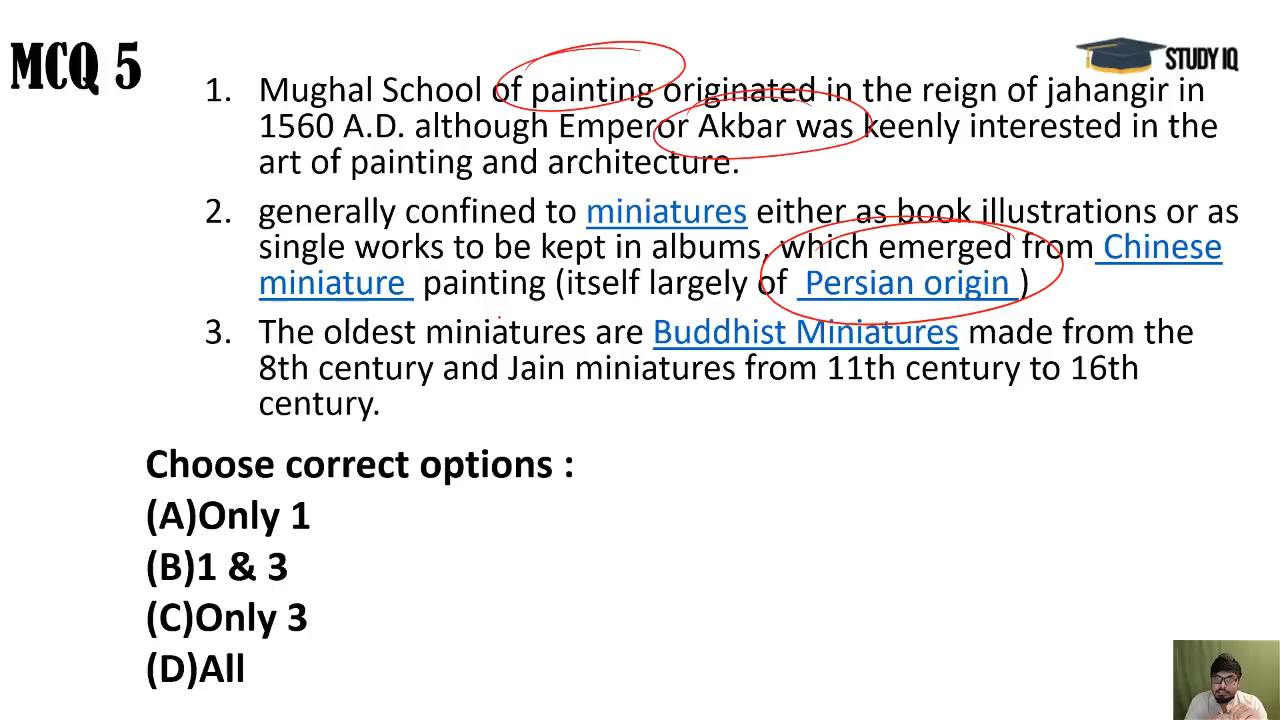 MCQ 5
STUDY IQ
1. Mughal School of painting originated in the reign of jahangir in
1560 A.D. although Emperor Akbar was keenly interested in the
art of painting and architecture.
2. generally confined to miniatures either as book illustrations or as
single works to be kept in albums, which emerged from Chinese
miniature painting (itself largely of Persian origin )
3. The oldest miniatures are Buddhist Miniatures made from the
8th century and Jain miniatures from 11th century to 16th
century.
Choose correct options :
(A)Only 1
(B)1 & 3
(C)Only 3
(D)All